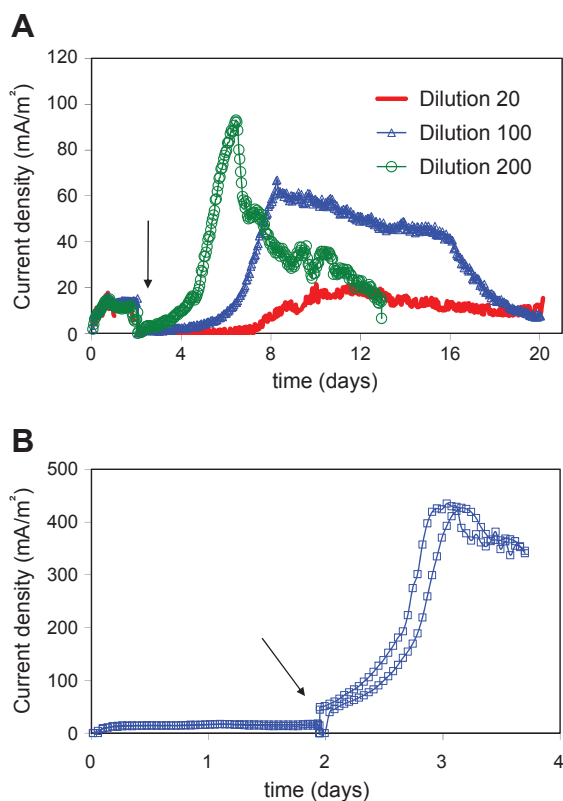 A
Current density (mA/m²)
120
100
80
60
40
20
0
Dilution 20
Dilution 100
Dilution 200
0 4 8 12 16 20
time (days)
B
Current density (mA/m²)
500
400
300
200
100
0
0 1 2 3 4
time (days)